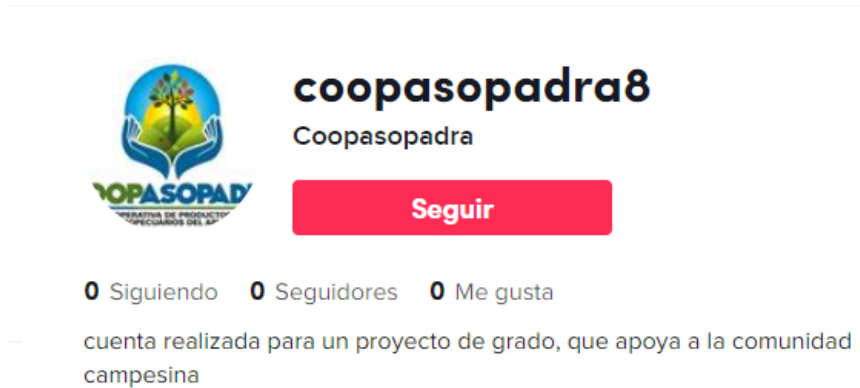 coopasopadra8
Coopasopadra
Seguir
0 Siguiendo 0 Seguidores 0 Me gusta
cuenta realizada para un proyecto de grado, que apoya a la comunidad
campesina